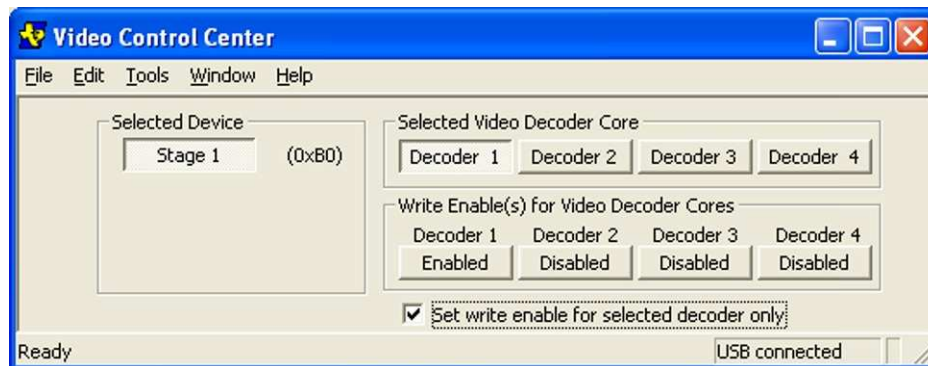 Video Control Center
File Edit Tools Window Help
Selected Device
Stage 1 (0xB0)
Selected Video Decoder Core
Decoder 1 Decoder 2 Decoder 3 Decoder 4
Write Enable(s) for Video Decoder Cores
Decoder 1 Decoder 2 Decoder 3 Decoder 4
Enabled Disabled Disabled Disabled
Set write enable for selected decoder only
Ready USB connected